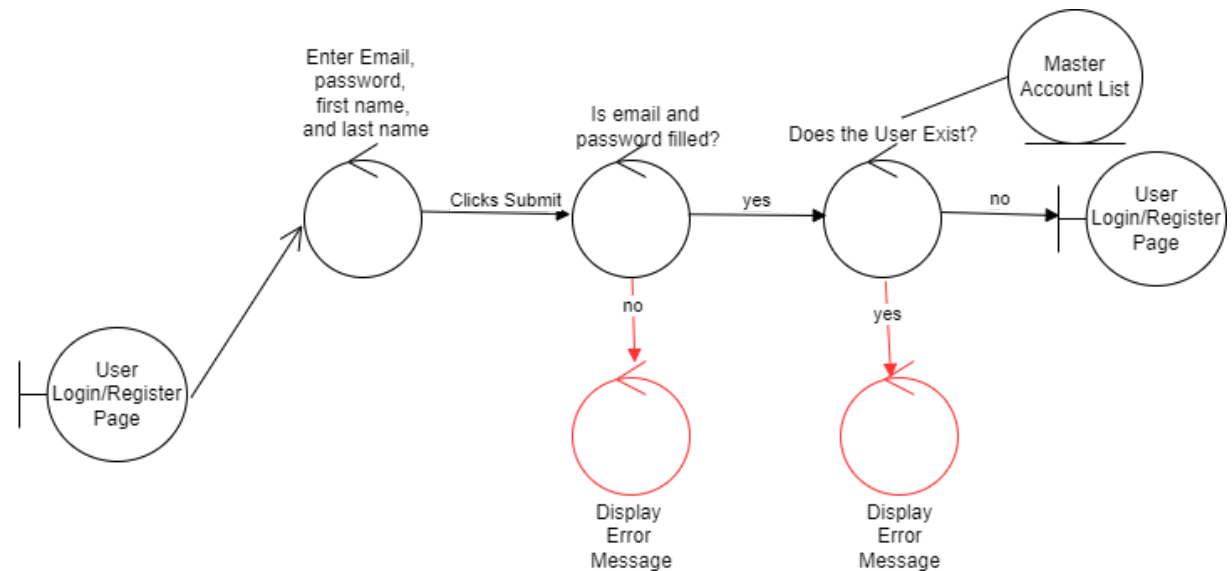 Enter Email,
password,
first name,
and last name
Is email and
password filled?
Does the User Exist?
Master
Account List
Clicks Submit
yes
no
User
Login/Register
Page
no
yes
User
Login/Register
Page
Display
Error
Message
Display
Error
Message